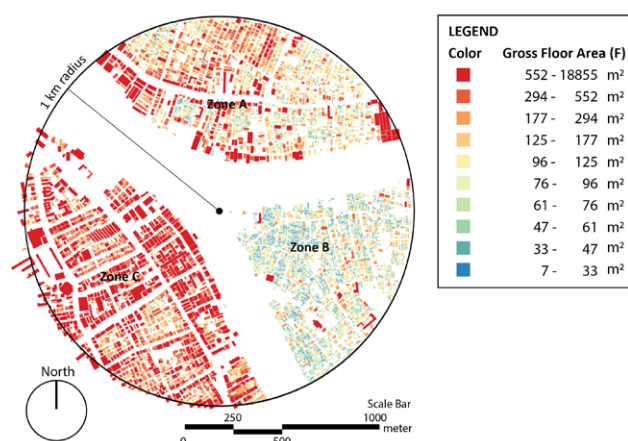 1 km radius
Zone A
Zone B
Zone C
North
Scale Bar
0 250 500 1000
meter
LEGEND
Color Gross Floor Area (F)
552 - 18855 m²
294 - 552 m²
177 - 294 m²
125 - 177 m²
96 - 125 m²
76 - 96 m²
61 - 76 m²
47 - 61 m²
33 - 47 m²
7 - 33 m²